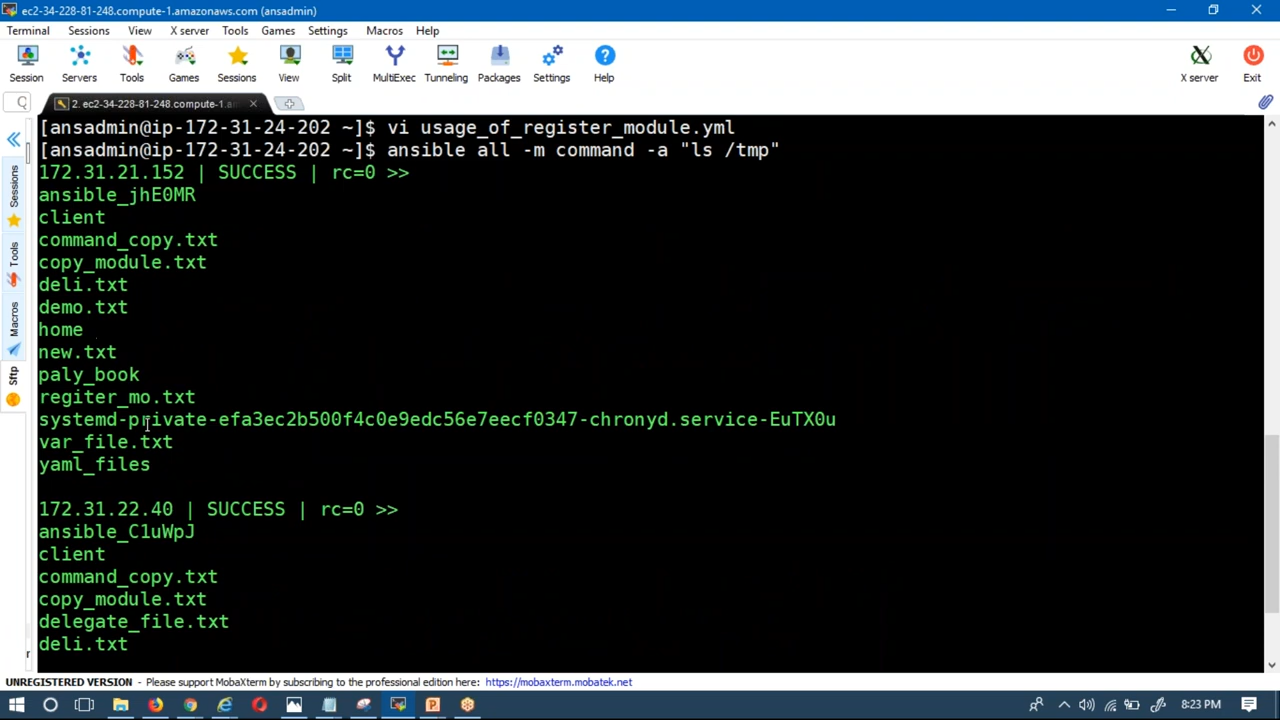 ec2-34-228-81-248.compute-1.amazonaws.com (ansadmin)
Terminal Sessions View X server Tools Games Settings Macros Help
Session Servers Tools Games Sessions View Split MultiExec Tunneling Packages Settings Help X server Exit
2. ec2-34-228-81-248.compute-1.a
[ansadmin@ip-172-31-24-202 ~]$ vi usage_of_register_module.yml
[ansadmin@ip-172-31-24-202 ~]$ ansible all -m command -a "ls /tmp"
172.31.21.152 | SUCCESS | rc=0 >>
ansible_jhE0MR
client
command_copy.txt
copy_module.txt
deli.txt
demo.txt
home
new.txt
paly_book
regiter_mo.txt
systemd-private-efa3ec2b500f4c0e9edc56e7eecf0347-chronyd.service-EuTX0u
var_file.txt
yaml_files
172.31.22.40 | SUCCESS | rc=0 >>
ansible_C1uWpJ
client
command_copy.txt
copy_module.txt
delegate_file.txt
deli.txt
Sessions
Tools
Macros
Sftp
UNREGISTERED VERSION - Please support MobaXterm by subscribing to the professional edition here: https://mobaxterm.mobatek.net
8:23 PM